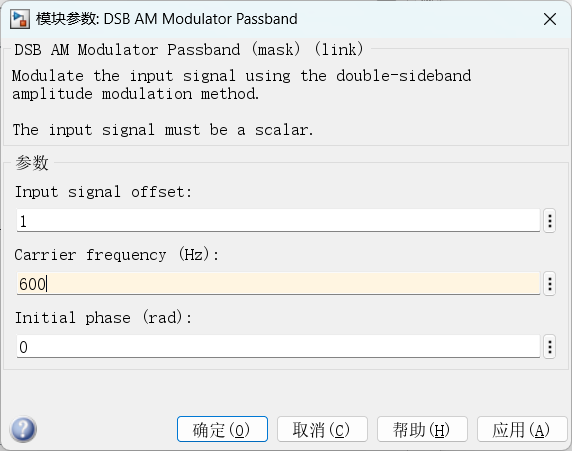 模块参数: DSB AM Modulator Passband
DSB AM Modulator Passband (mask) (link)
Modulate the input signal using the double-sideband
amplitude modulation method.
The input signal must be a scalar.
参数
Input signal offset:
1
Carrier frequency (Hz):
600
Initial phase (rad):
0
确定(O) 取消(C) 帮助(H) 应用(A)